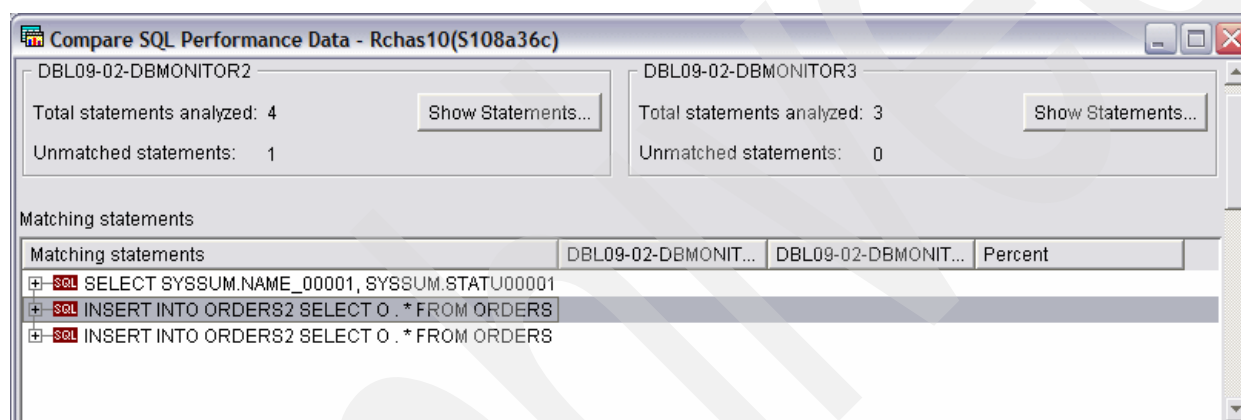 Compare SQL Performance Data - Rchas10(S108a36c)
DBL09-02-DBMONITOR2
Total statements analyzed: 4
Show Statements...
Unmatched statements: 1
DBL09-02-DBMONITOR3
Total statements analyzed: 3
Show Statements...
Unmatched statements: 0
Matching statements
Matching statements DBL09-02-DBMONIT... DBL09-02-DBMONIT... Percent
SQL SELECT SYSSUM.NAME_00001, SYSSUM.STATU00001
SQL INSERT INTO ORDERS2 SELECT O . * FROM ORDERS
SQL INSERT INTO ORDERS2 SELECT O . * FROM ORDERS